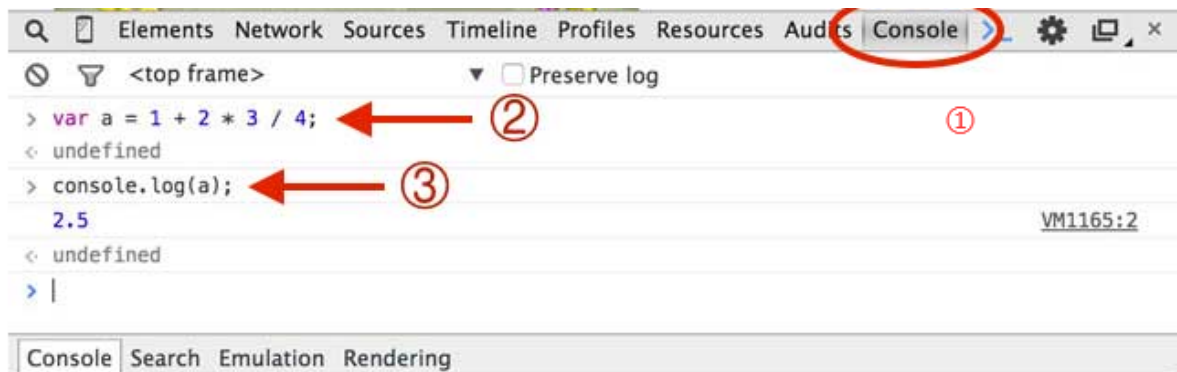 Elements Network Sources Timeline Profiles Resources Audits Console
<top frame> ▼ Preserve log
> var a = 1 + 2 * 3 / 4; ②
①
< undefined
> console.log(a); ③
2.5 VM1165:2
< undefined
>
Console Search Emulation Rendering